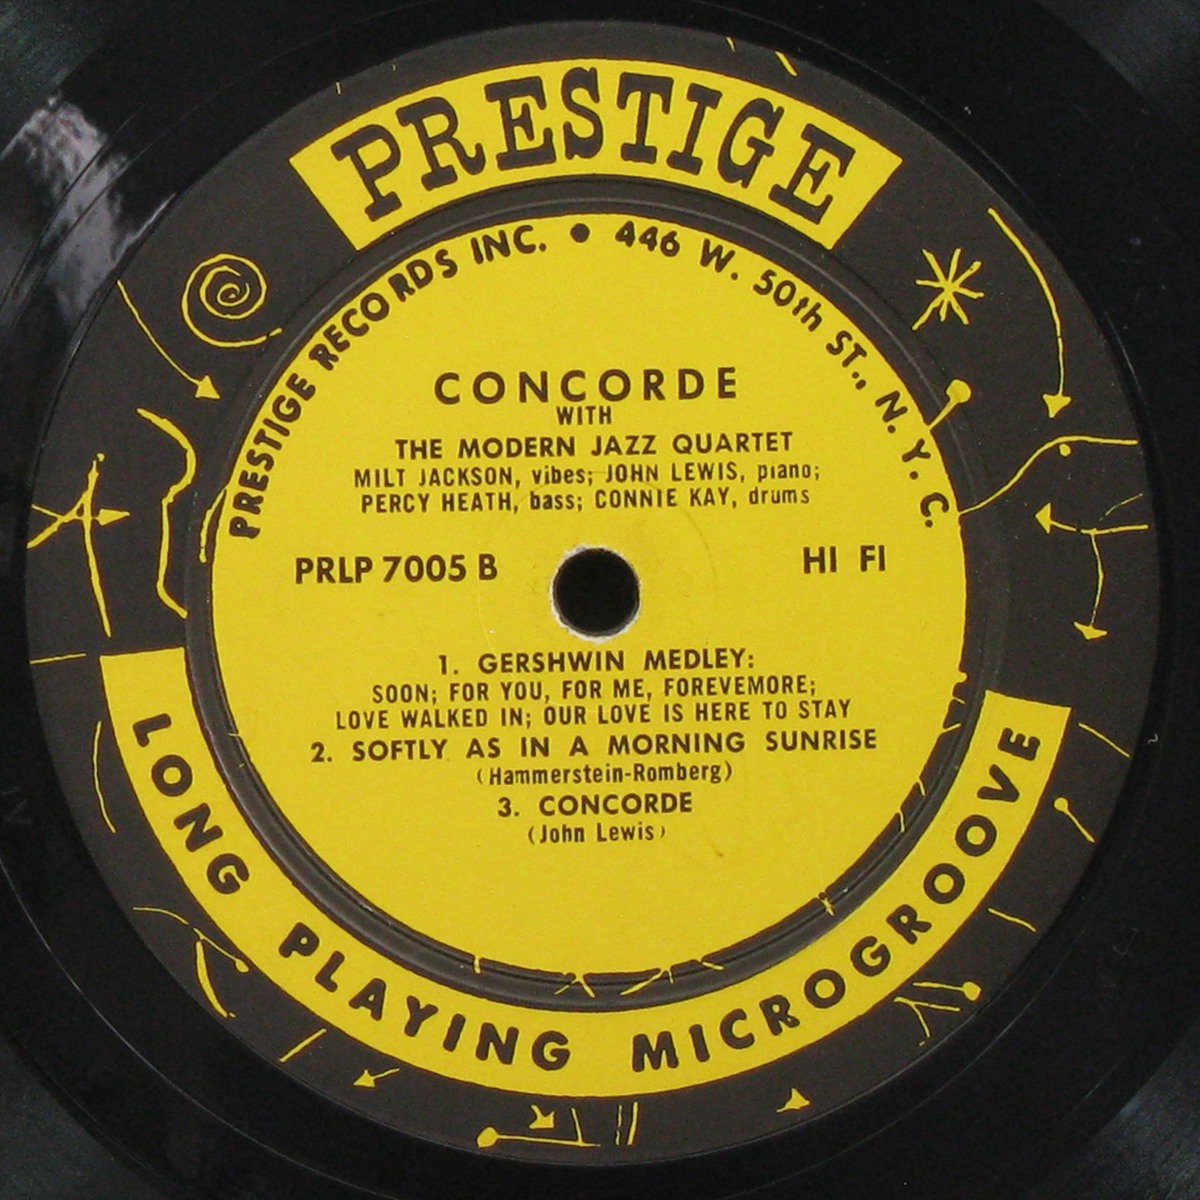 PRESTIGE
PRESTIGE RECORDS INC. • 446 W. 50th ST., N. Y. C.
CONCORDE
WITH
THE MODERN JAZZ QUARTET
MILT JACKSON, vibes; JOHN LEWIS, piano;
PERCY HEATH, bass; CONNIE KAY, drums
PRLP 7005 B HI FI
1. GERSHWIN MEDLEY:
SOON; FOR YOU, FOR ME, FOREVEMORE;
LOVE WALKED IN; OUR LOVE IS HERE TO STAY
2. SOFTLY AS IN A MORNING SUNRISE
(Hammerstein-Romberg)
3. CONCORDE
(John Lewis)
LONG PLAYING MICROGROOVE